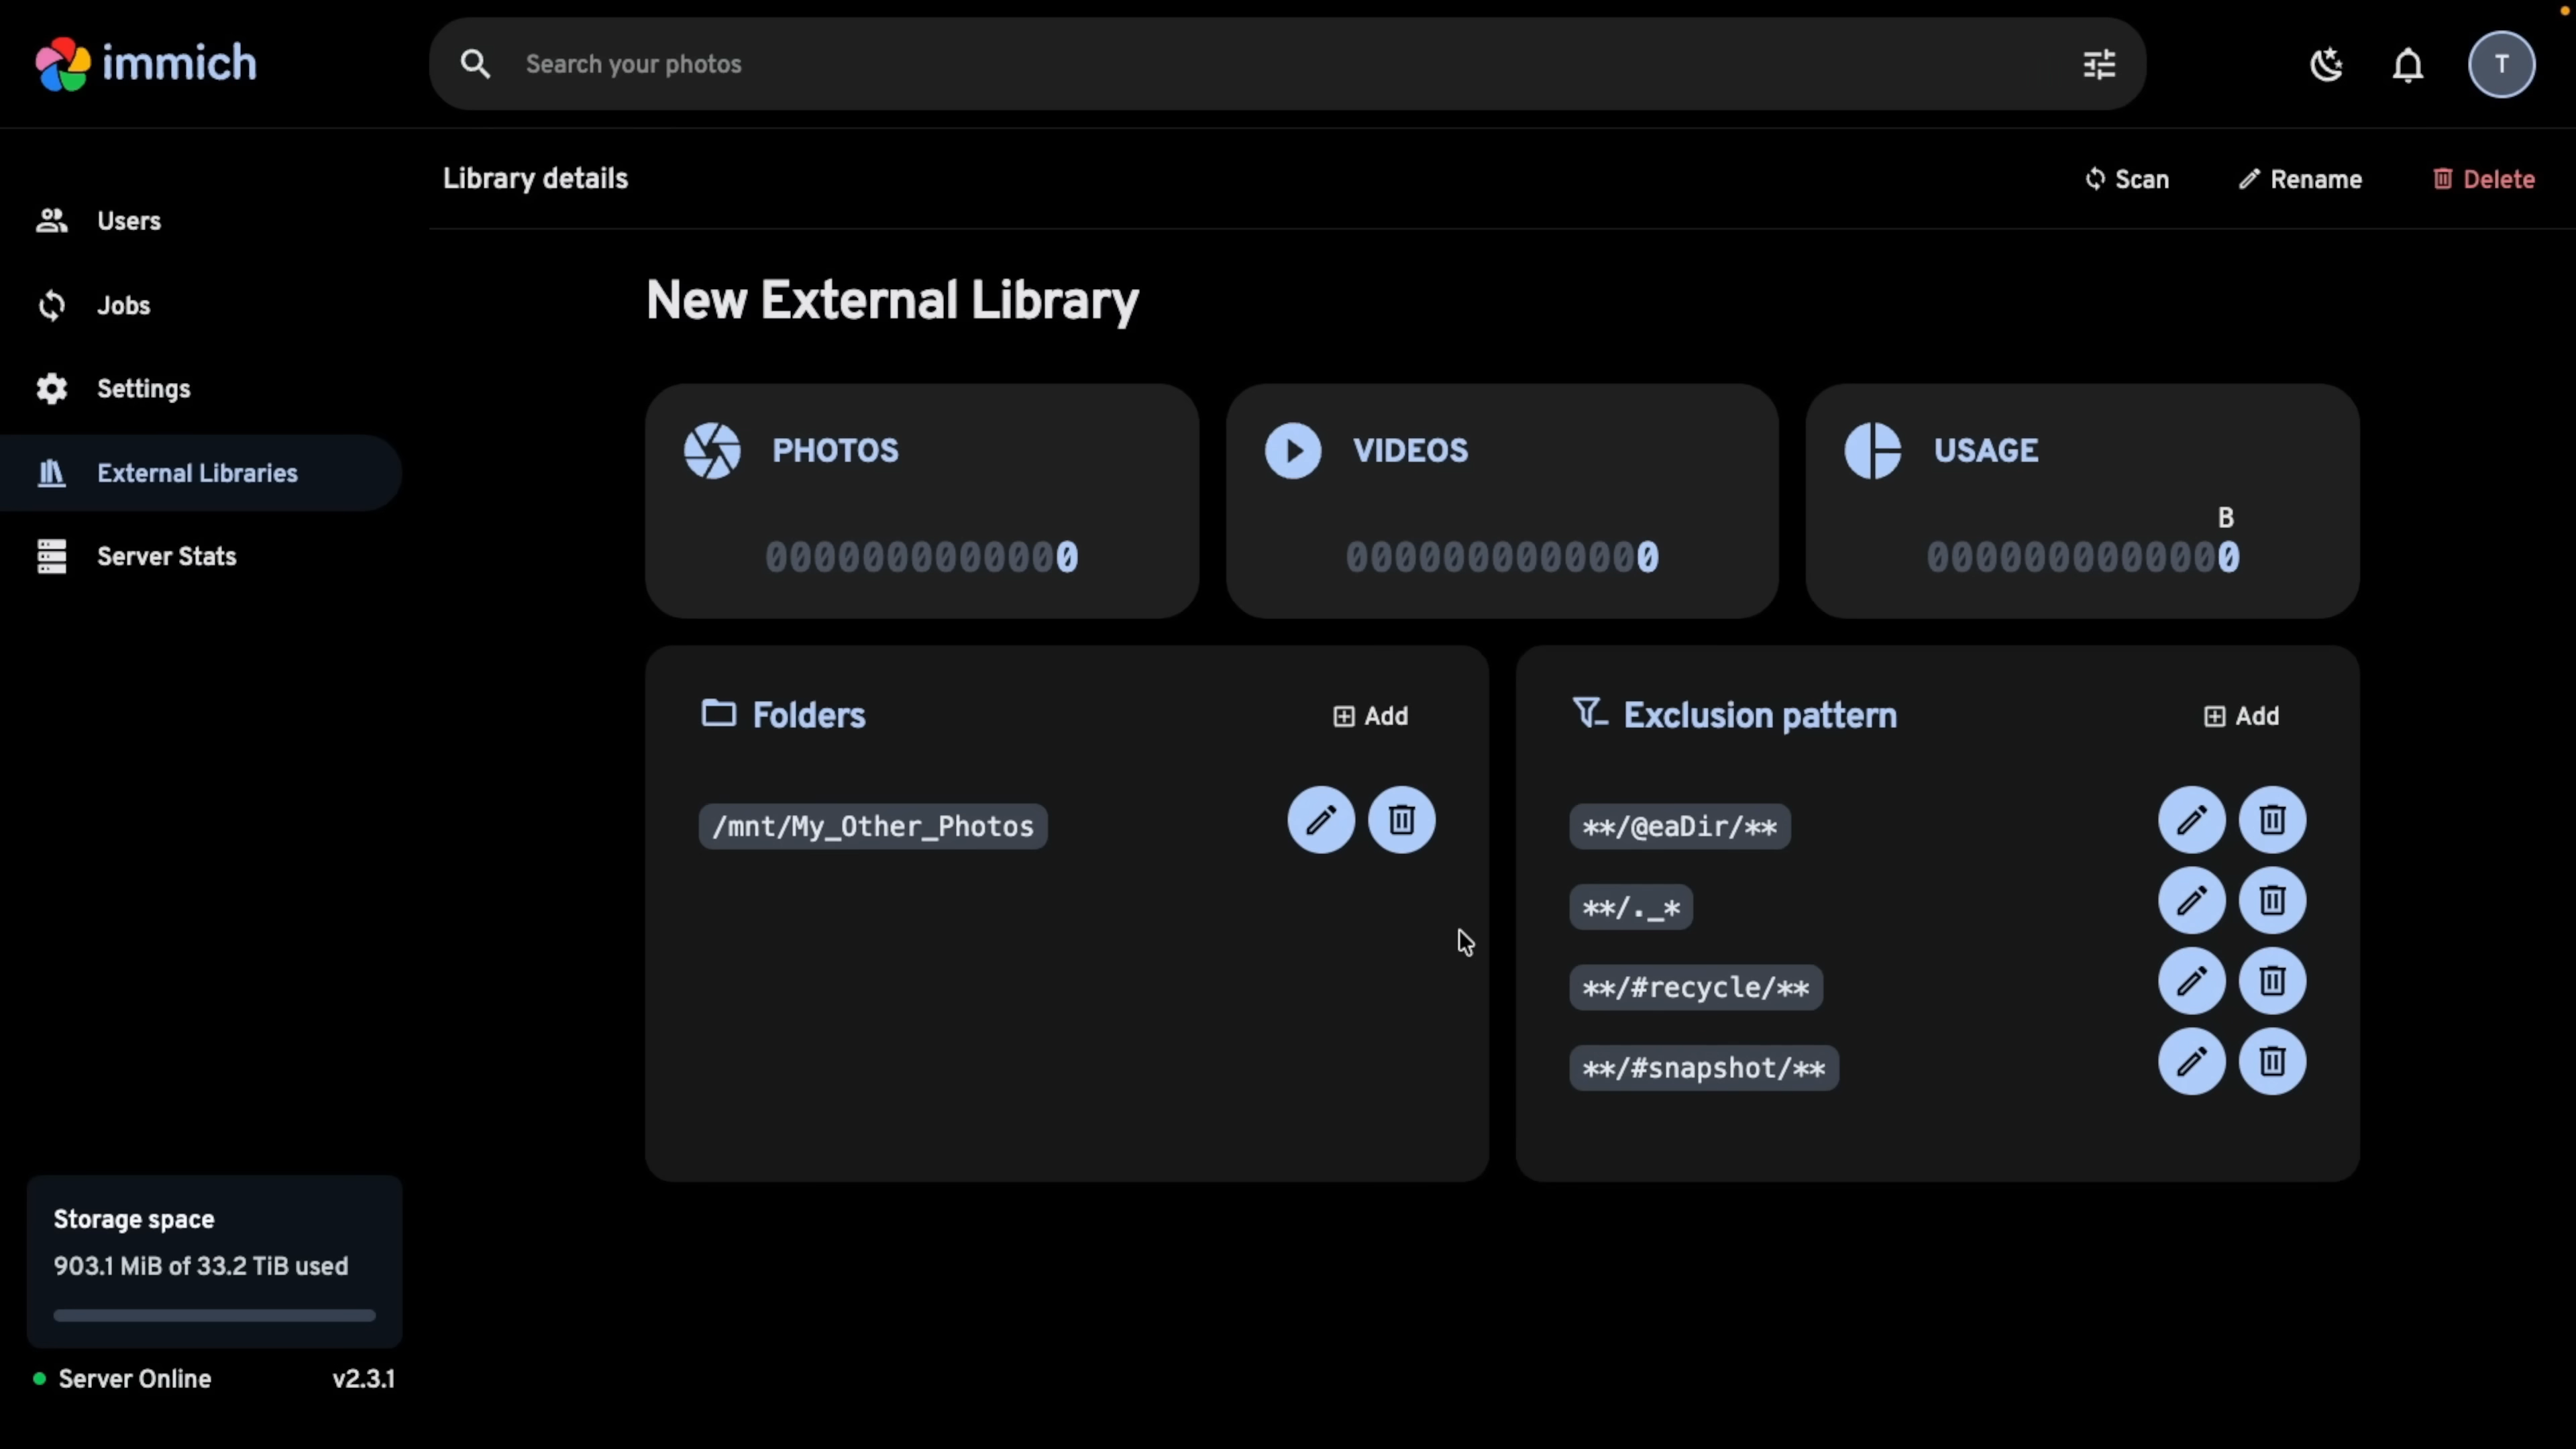 immich
Search your photos
T
Library details
Scan
Rename
Delete
Users
Jobs
Settings
External Libraries
Server Stats
New External Library
PHOTOS
0000000000000
VIDEOS
0000000000000
USAGE
B
0000000000000
Folders
Add
/mnt/My_Other_Photos
Exclusion pattern
Add
**/@eaDir/**
**/._*
**/#recycle/**
**/#snapshot/**
Storage space
903.1 MiB of 33.2 TiB used
Server Online
v2.3.1